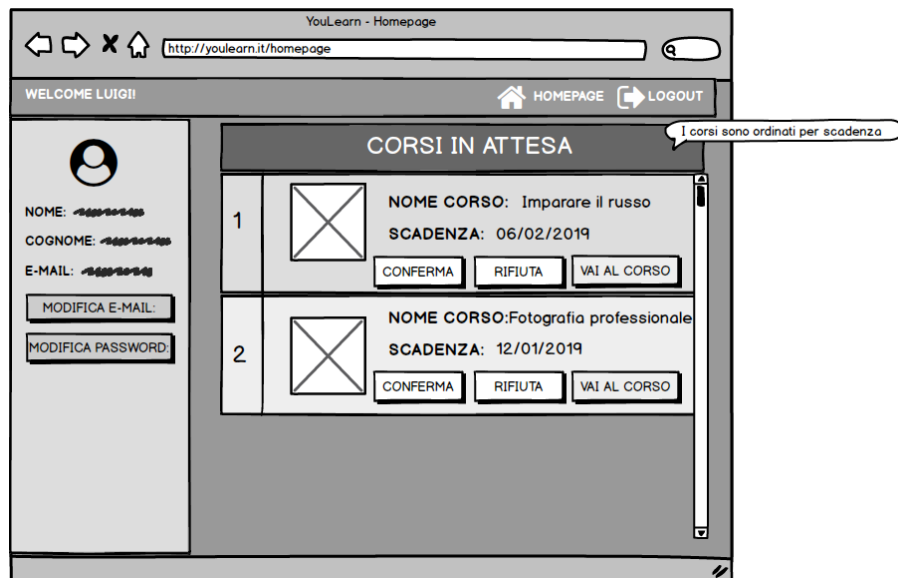 YouLearn - Homepage
http://youlearn.it/homepage
WELCOME LUIGI!
HOMEPAGE
LOGOUT
I corsi sono ordinati per scadenza
CORSI IN ATTESA
NOME:
COGNOME:
E-MAIL:
MODIFICA E-MAIL:
MODIFICA PASSWORD:
1
NOME CORSO: Imparare il russo
SCADENZA: 06/02/2019
CONFERMA RIFIUTA VAI AL CORSO
2
NOME CORSO:Fotografia professionale
SCADENZA: 12/01/2019
CONFERMA RIFIUTA VAI AL CORSO